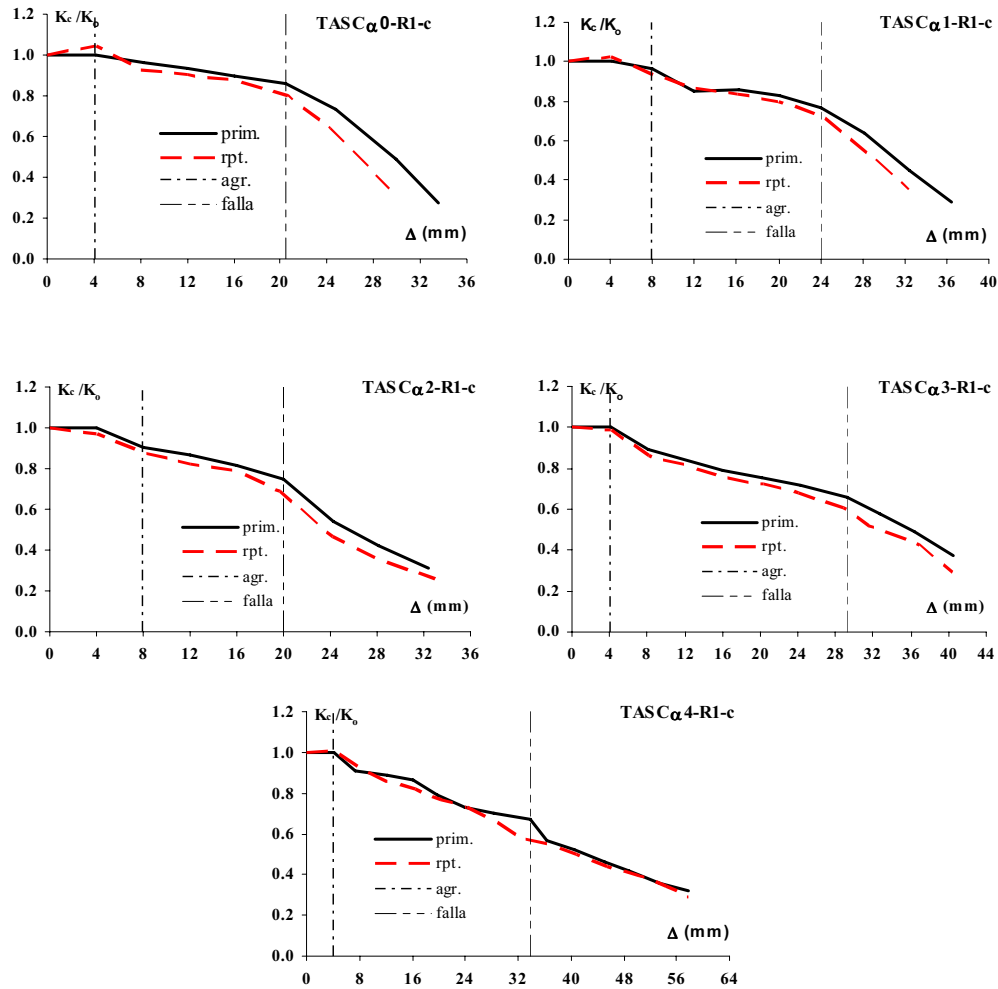 Kc/Ko TASCα0-R1-c
1.2
1.0
0.8
0.6
0.4
0.2
0.0
prim.
rpt.
agr.
falla
Δ (mm)
0 4 8 12 16 20 24 28 32 36
Kc/Ko TASCα1-R1-c
1.2
1.0
0.8
0.6
0.4
0.2
0.0
prim.
rpt.
agr.
falla
Δ (mm)
0 4 8 12 16 20 24 28 32 36 40
Kc/Ko TASCα2-R1-c
1.2
1.0
0.8
0.6
0.4
0.2
0.0
prim.
rpt.
agr.
falla
Δ (mm)
0 4 8 12 16 20 24 28 32 36
Kc/Ko TASCα3-R1-c
1.2
1.0
0.8
0.6
0.4
0.2
0.0
prim.
rpt.
agr.
falla
Δ (mm)
0 4 8 12 16 20 24 28 32 36 40 44
Kc/Ko TASCα4-R1-c
1.2
1.0
0.8
0.6
0.4
0.2
0.0
prim.
rpt.
agr.
falla
Δ (mm)
0 8 16 24 32 40 48 56 64